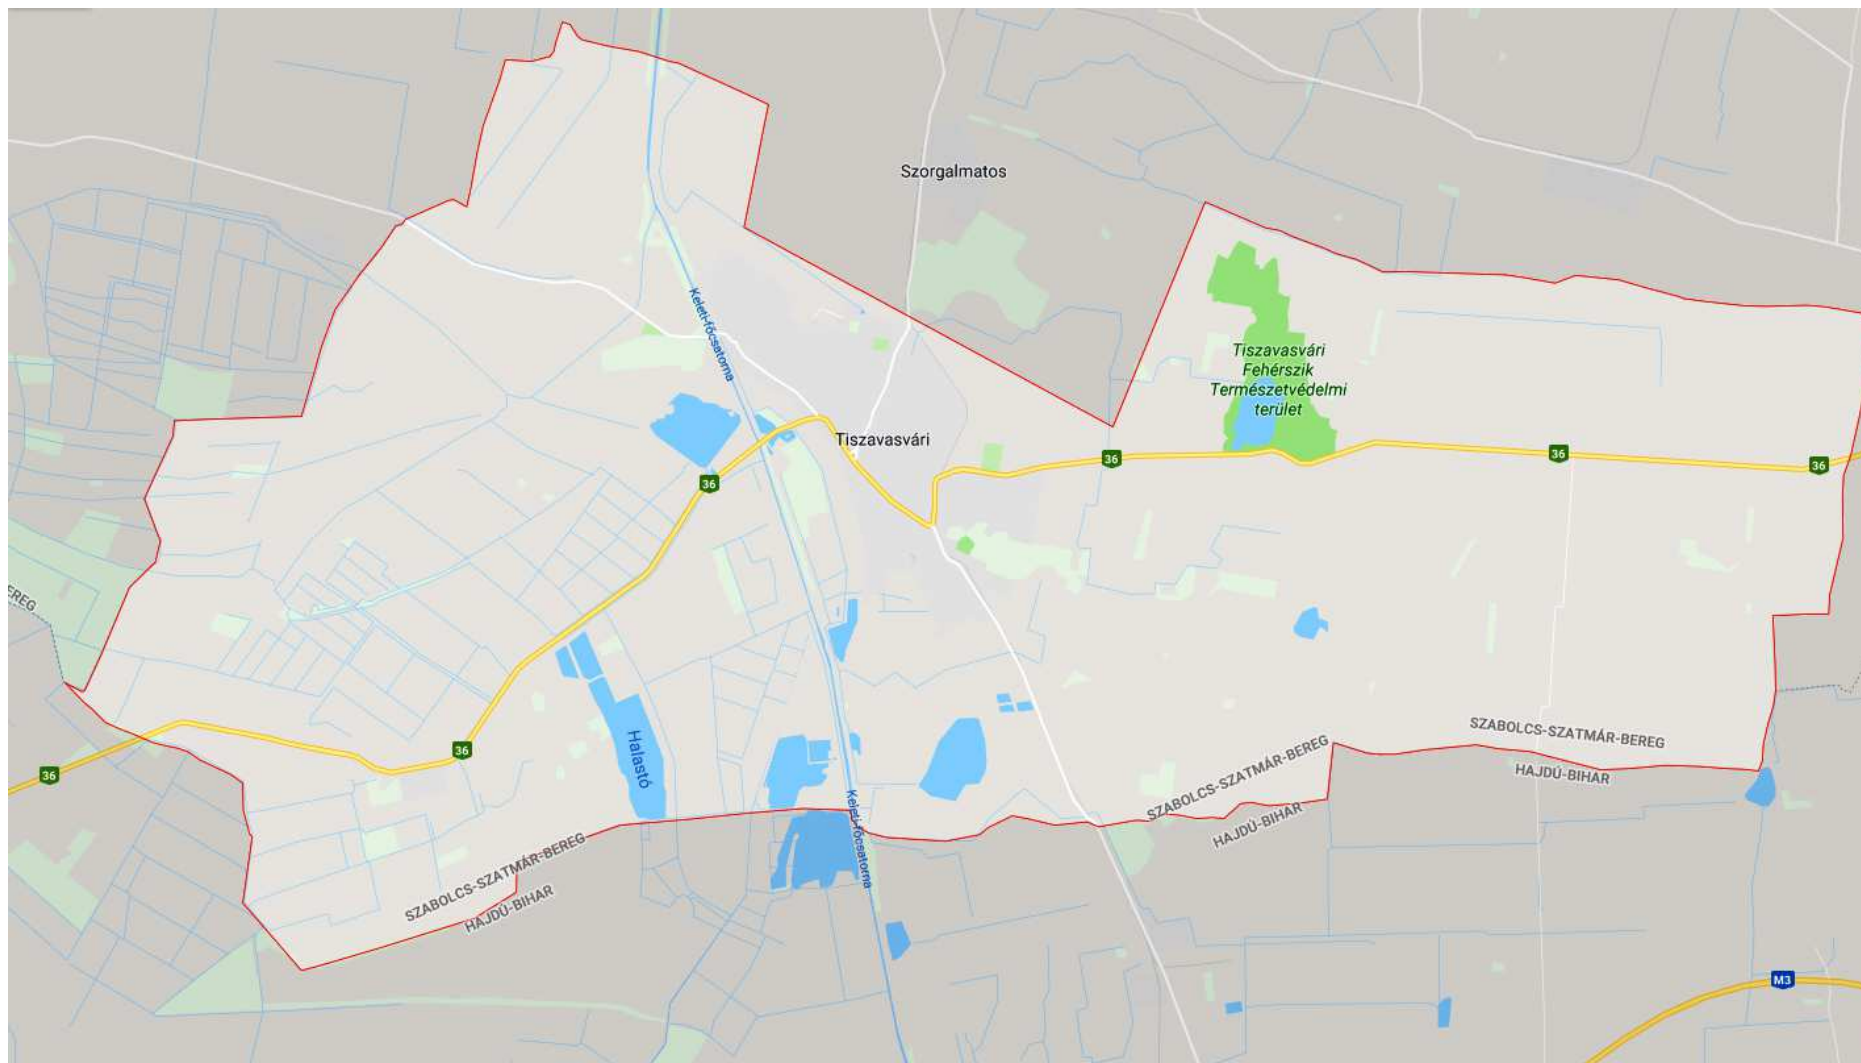 Szorgalmatos
Keleti-főcsatorna
Tiszavasvári
Fehérszik
Természetvédelmi
terület
Tiszavasvári
36
36
36
36
EREG
36
36
Halastó
Keleti-főcsatorna
SZABOLCS-SZATMÁR-BEREG
HAJDÚ-BIHAR
SZABOLCS-SZATMÁR-BEREG
HAJDÚ-BIHAR
SZABOLCS-SZATMÁR-BEREG
HAJDÚ-BIHAR
M3